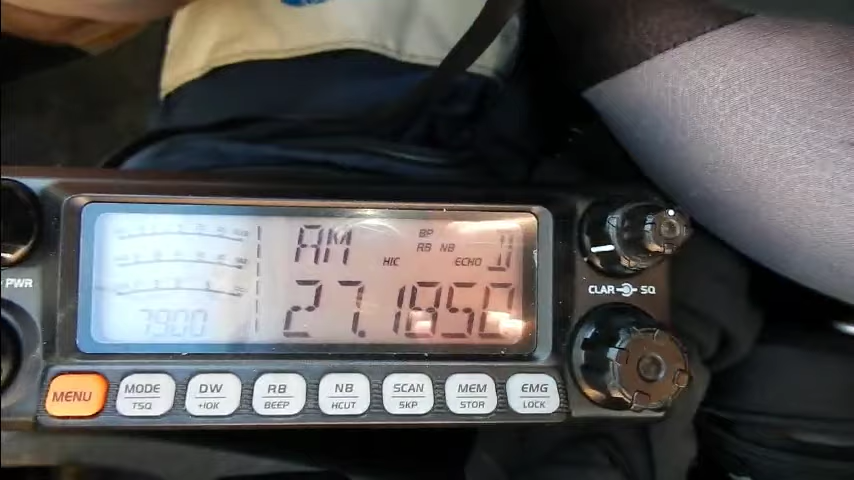 AM
BP
RB NB
HIC
ECHO
D
27.1850
7900
PWR
CLAR SQ
MENU
MODE
TSQ
DW
+10K
RB
BEEP
NB
HCUT
SCAN
SKP
MEM
STOR
EMG
LOCK